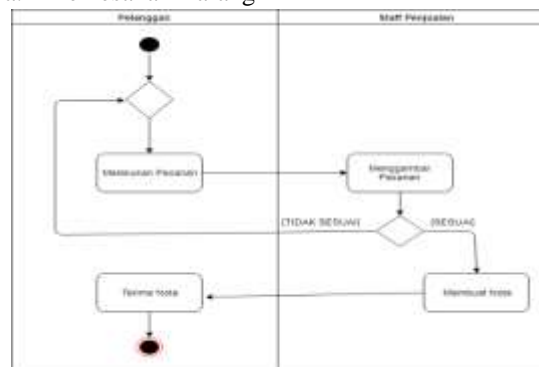 Pelanggan
Staff Penjualan
Melakukan Pesanan
Menggambar
Pesanan
[TIDAK SESUAI]
[SESUAI]
Terima Nota
Membuat Nota